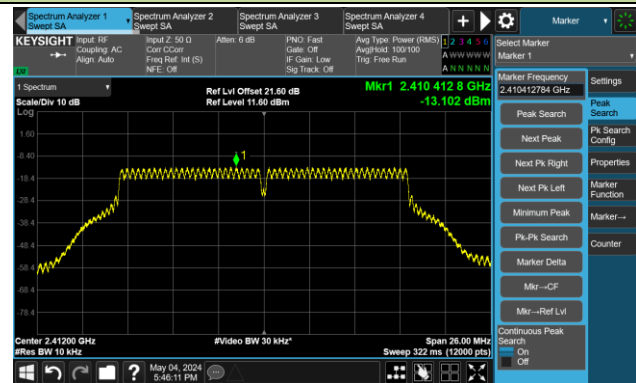 Spectrum Analyzer 1
Swept SA
Spectrum Analyzer 2
Swept SA
Spectrum Analyzer 3
Swept SA
Spectrum Analyzer 4
Swept SA
Marker
KEYSIGHT
Input: RF
Coupling: AC
Align: Auto
Input Z: 50 Ω
Corr CCorr
Freq Ref: Int (S)
NFE: Off
Atten: 6 dB
PNO: Fast
Gate: Off
IF Gain: Low
Sig Track: Off
Avg Type: Power (RMS)
Avg|Hold: 100/100
Trig: Free Run
1 2 3 4 5 6
A W W W W W
A N N N N N
Select Marker
Marker 1
1 Spectrum
Scale/Div 10 dB
Log
Ref Lvl Offset 21.60 dB
Ref Level 11.60 dBm
Mkr1 2.410 412 8 GHz
-13.102 dBm
1.60
-8.40
-18.4
-28.4
-38.4
-48.4
-58.4
-68.4
-78.4
1
Center 2.41200 GHz
#Res BW 10 kHz
#Video BW 30 kHz*
Span 26.00 MHz
Sweep 322 ms (12000 pts)
Marker Frequency
2.410412784 GHz
Peak Search
Next Peak
Next Pk Right
Next Pk Left
Minimum Peak
Pk-Pk Search
Marker Delta
Mkr→CF
Mkr→Ref Lvl
Continuous Peak
Search
On
Off
Settings
Peak
Search
Pk Search
Config
Properties
Marker
Function
Marker→
Counter
May 04, 2024
5:46:11 PM